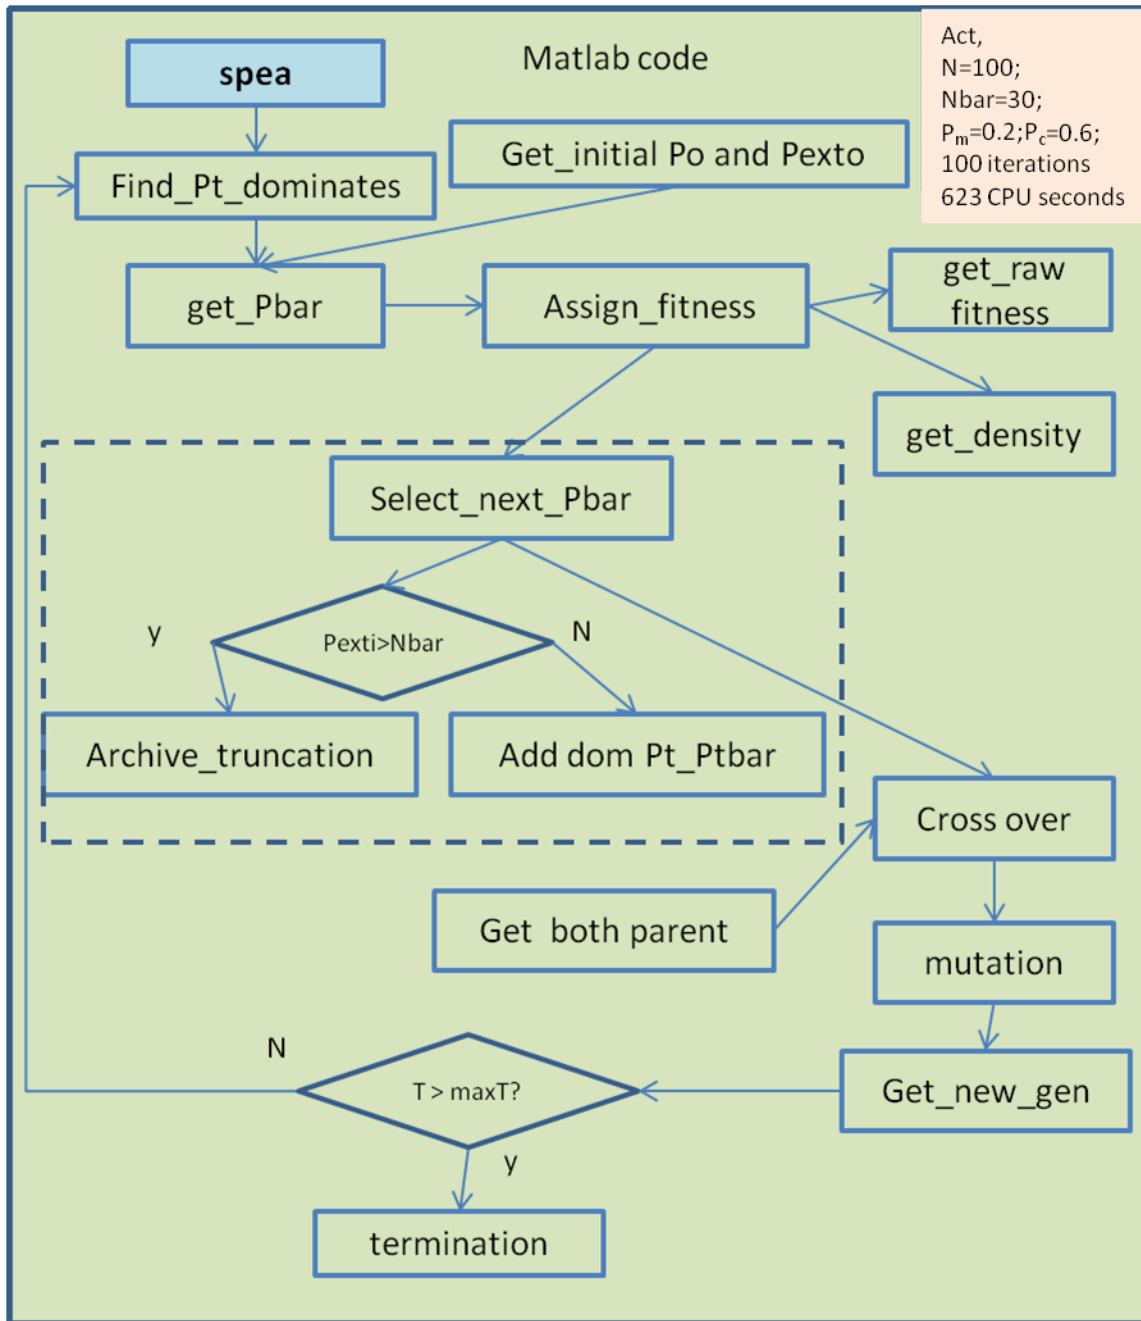 Matlab code
Act,
N=100;
Nbar=30;
Pm=0.2;Pc=0.6;
100 iterations
623 CPU seconds
spea
Get_initial Po and Pexto
Find_Pt_dominates
get_Pbar
Assign_fitness
get_raw
fitness
get_density
Select_next_Pbar
y
Pexti>Nbar
N
Archive_truncation
Add dom Pt_Ptbar
Cross over
Get both parent
mutation
N
T > maxT?
Get_new_gen
y
termination